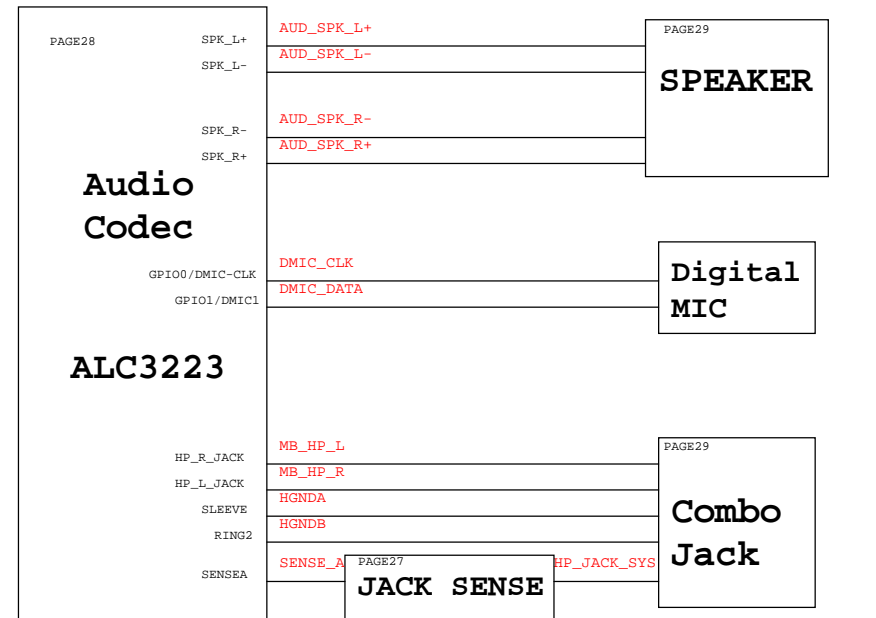 PAGE28
SPK_L+
AUD_SPK_L+
PAGE29
SPK_L-
AUD_SPK_L-
SPEAKER
SPK_R-
AUD_SPK_R-
SPK_R+
AUD_SPK_R+
Audio
Codec
GPIO0/DMIC-CLK
DMIC_CLK
Digital
GPIO1/DMIC1
DMIC_DATA
MIC
ALC3223
HP_R_JACK
MB_HP_L
PAGE29
HP_L_JACK
MB_HP_R
SLEEVE
HGNDA
Combo
RING2
HGNDB
Jack
SENSEA
SENSE_A
PAGE27
HP_JACK_SYS
JACK SENSE